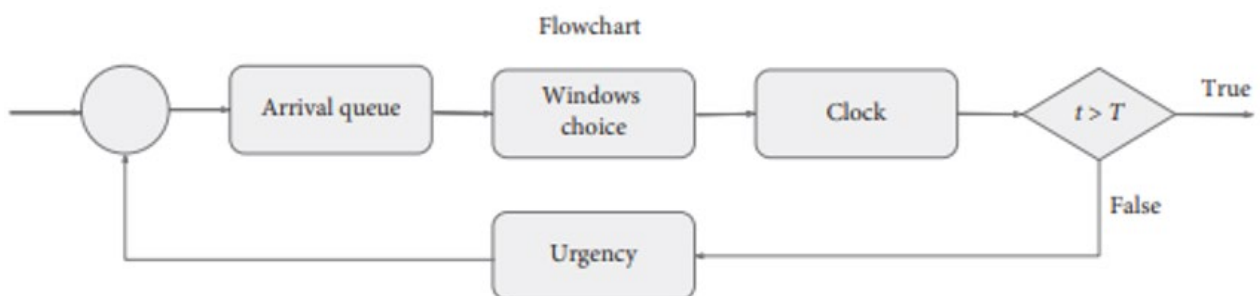 Flowchart
Arrival queue
Windows
choice
Clock
t > T
True
False
Urgency